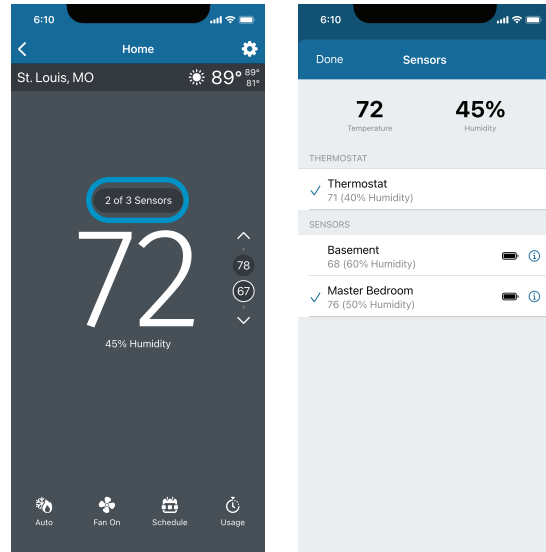 6:10
Home
St. Louis, MO
89°
89°
81°
2 of 3 Sensors
72
78
67
45% Humidity
Auto
Fan On
Schedule
Usage
6:10
Done
Sensors
72
45%
Temperature
Humidity
THERMOSTAT
Thermostat
71 (40% Humidity)
SENSORS
Basement
68 (60% Humidity)
Master Bedroom
76 (50% Humidity)